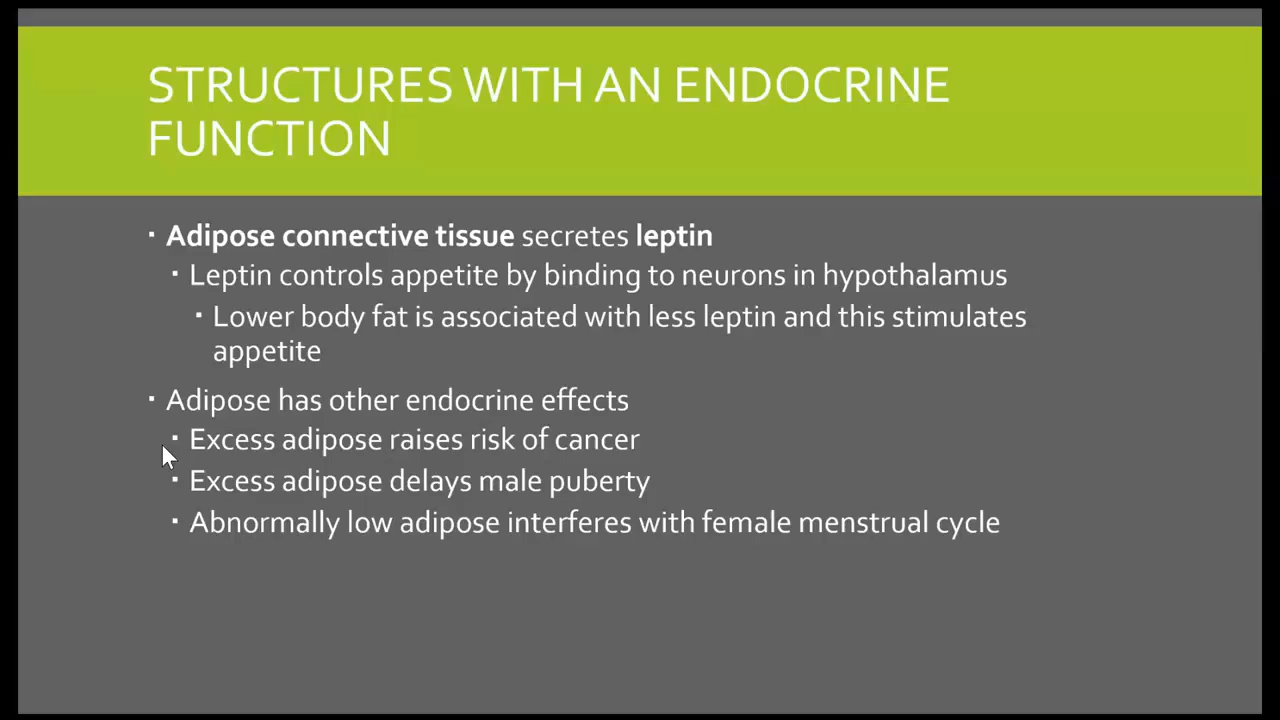 STRUCTURES WITH AN ENDOCRINE
FUNCTION
▪ Adipose connective tissue secretes leptin
▪ Leptin controls appetite by binding to neurons in hypothalamus
▪ Lower body fat is associated with less leptin and this stimulates
appetite
▪ Adipose has other endocrine effects
▪ Excess adipose raises risk of cancer
▪ Excess adipose delays male puberty
▪ Abnormally low adipose interferes with female menstrual cycle